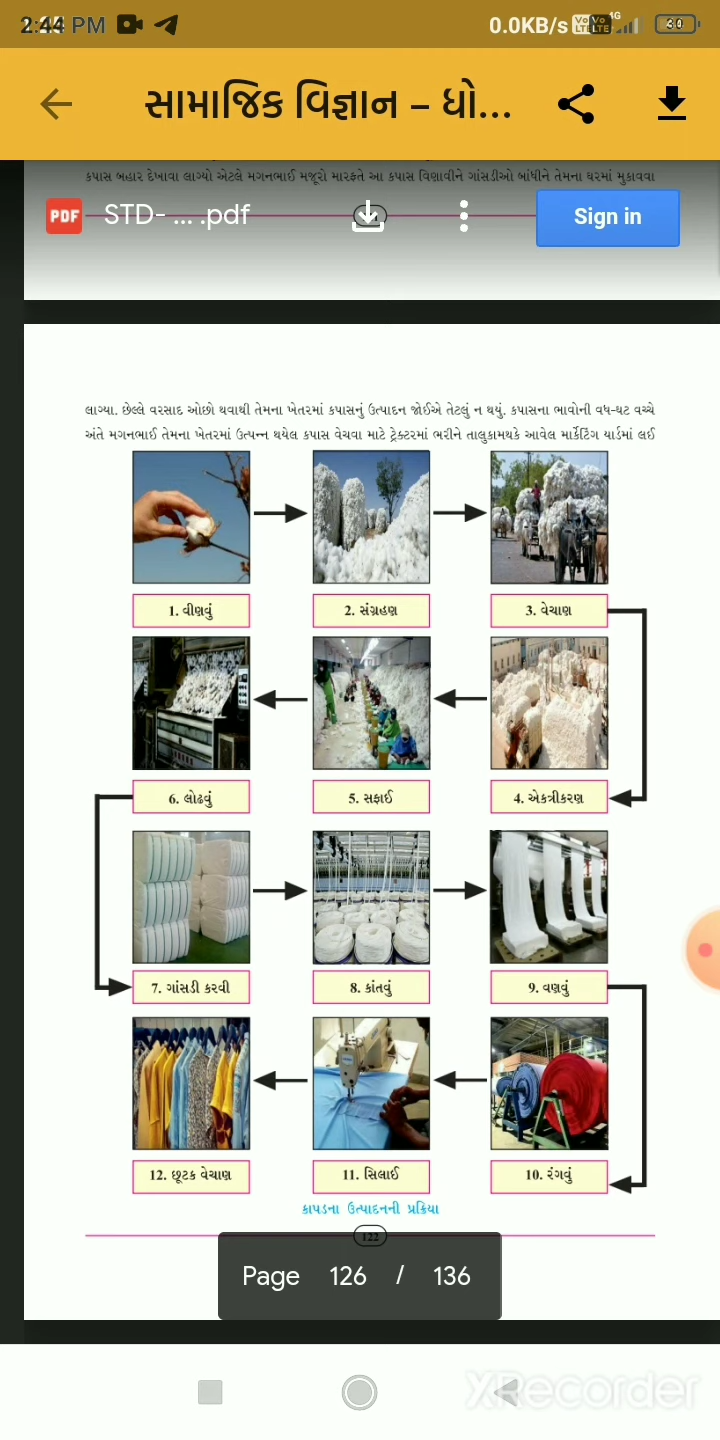 2:44 PM
0.0KB/s
4G
30
સામાજિક વિજ્ઞાન – ધો...
કપાસ બહાર દેખાવા લાગ્યો એટલે મગનભાઈ મજૂરો મારફતે આ કપાસ વિણાવીને ગાંસડીઓ બાંધીને તેમના ઘરમાં મુકાવવા
PDF
STD- ... .pdf
Sign in
લાગ્યા. છેલ્લે વરસાદ ઓછો થવાથી તેમના ખેતરમાં કપાસનું ઉત્પાદન જોઈએ તેટલું ન થયું. કપાસના ભાવોની વધ-ઘટ વચ્ચે
અંતે મગનભાઈ તેમના ખેતરમાં ઉત્પન્ન થયેલ કપાસ વેચવા માટે ટ્રેક્ટરમાં ભરીને તાલુકામથકે આવેલ માર્કેટિંગ યાર્ડમાં લઈ
1. વીણવું
2. સંગ્રહણ
3. વેચાણ
6. લોઢવું
5. સફાઈ
4. એકત્રીકરણ
7. ગાંસડી કરવી
8. કાંતવું
9. વણવું
12. છૂટક વેચાણ
11. સિલાઈ
10. રંગવું
કાપડના ઉત્પાદનની પ્રક્રિયા
122
Page 126 / 136
XRecorder